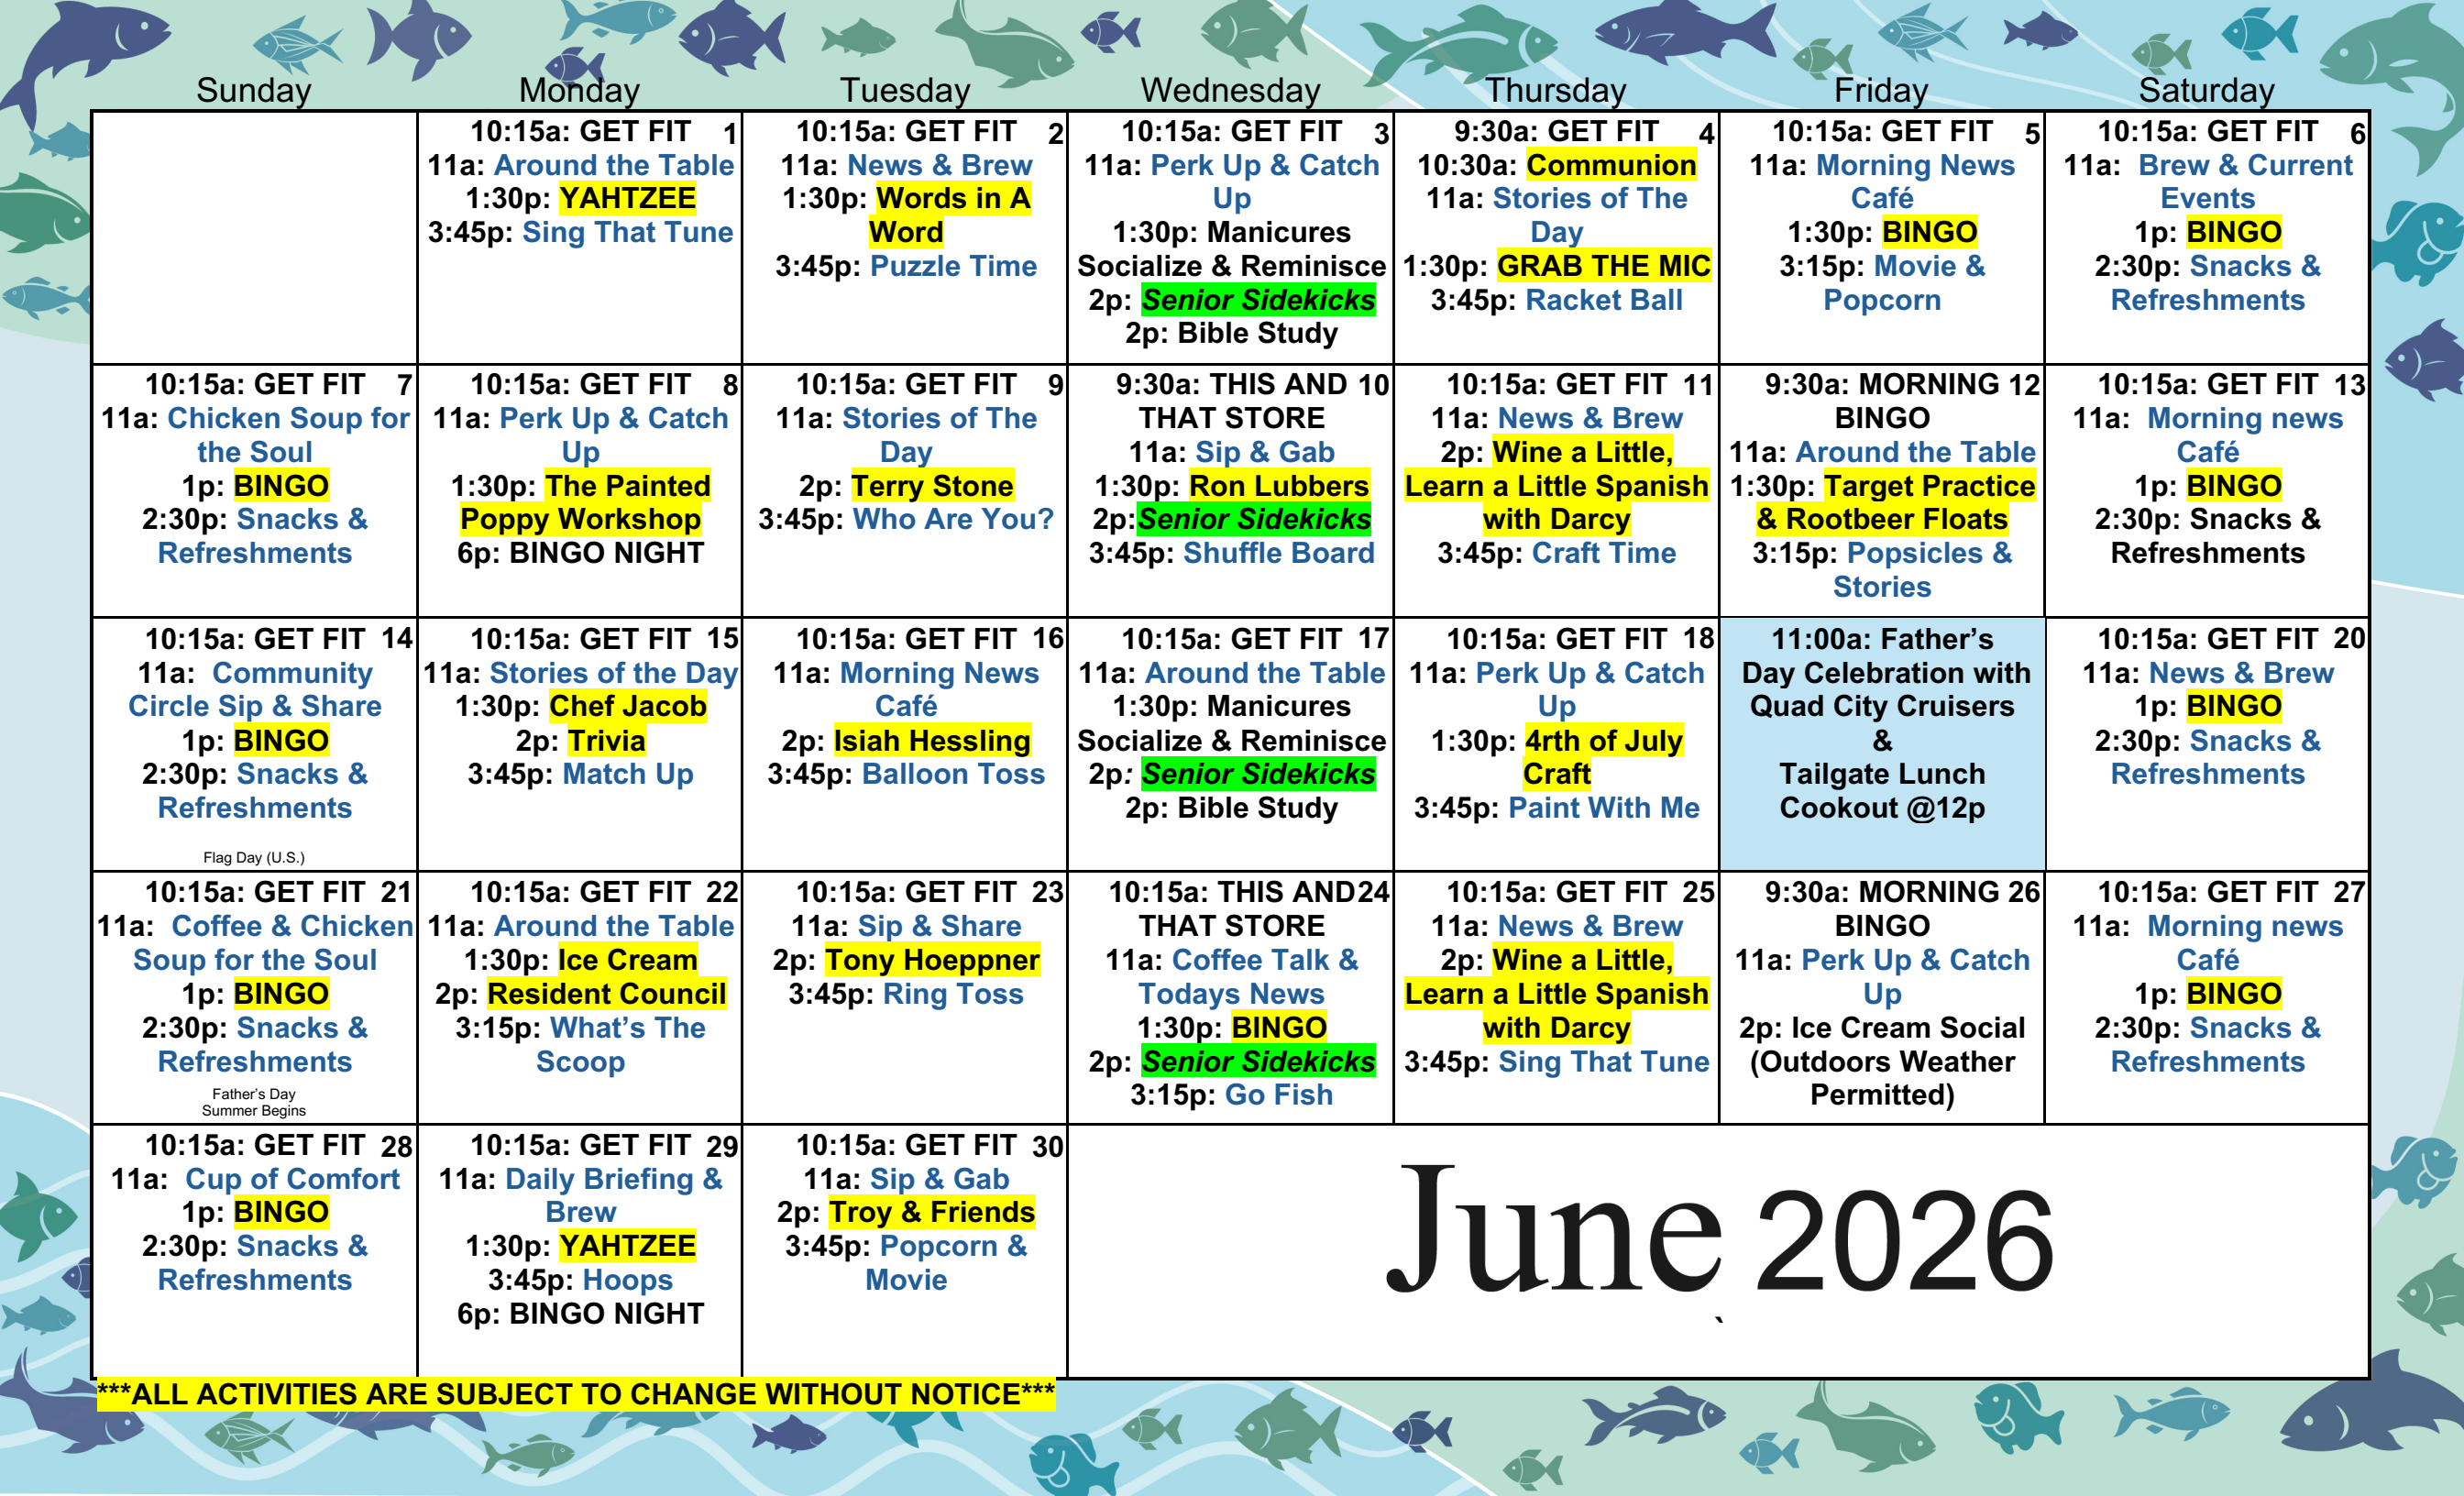 Sunday Monday Tuesday Wednesday Thursday Friday Saturday
10:15a: GET FIT 1
11a: Around the Table
1:30p: YAHTZEE
3:45p: Sing That Tune
10:15a: GET FIT 2
11a: News & Brew
1:30p: Words in A
Word
3:45p: Puzzle Time
10:15a: GET FIT 3
11a: Perk Up & Catch
Up
1:30p: Manicures
Socialize & Reminisce
2p: Senior Sidekicks
2p: Bible Study
9:30a: GET FIT 4
10:30a: Communion
11a: Stories of The
Day
1:30p: GRAB THE MIC
3:45p: Racket Ball
10:15a: GET FIT 5
11a: Morning News
Café
1:30p: BINGO
3:15p: Movie &
Popcorn
10:15a: GET FIT 6
11a: Brew & Current
Events
1p: BINGO
2:30p: Snacks &
Refreshments
10:15a: GET FIT 7
11a: Chicken Soup for
the Soul
1p: BINGO
2:30p: Snacks &
Refreshments
10:15a: GET FIT 8
11a: Perk Up & Catch
Up
1:30p: The Painted
Poppy Workshop
6p: BINGO NIGHT
10:15a: GET FIT 9
11a: Stories of The
Day
2p: Terry Stone
3:45p: Who Are You?
9:30a: THIS AND 10
THAT STORE
11a: Sip & Gab
1:30p: Ron Lubbers
2p:Senior Sidekicks
3:45p: Shuffle Board
10:15a: GET FIT 11
11a: News & Brew
2p: Wine a Little,
Learn a Little Spanish
with Darcy
3:45p: Craft Time
9:30a: MORNING 12
BINGO
11a: Around the Table
1:30p: Target Practice
& Rootbeer Floats
3:15p: Popsicles &
Stories
10:15a: GET FIT 13
11a: Morning news
Café
1p: BINGO
2:30p: Snacks &
Refreshments
10:15a: GET FIT 14
11a: Community
Circle Sip & Share
1p: BINGO
2:30p: Snacks &
Refreshments
Flag Day (U.S.)
10:15a: GET FIT 15
11a: Stories of the Day
1:30p: Chef Jacob
2p: Trivia
3:45p: Match Up
10:15a: GET FIT 16
11a: Morning News
Café
2p: Isiah Hessling
3:45p: Balloon Toss
10:15a: GET FIT 17
11a: Around the Table
1:30p: Manicures
Socialize & Reminisce
2p: Senior Sidekicks
2p: Bible Study
10:15a: GET FIT 18
11a: Perk Up & Catch
Up
1:30p: 4rth of July
Craft
3:45p: Paint With Me
11:00a: Father’s
Day Celebration with
Quad City Cruisers
&
Tailgate Lunch
Cookout @12p
10:15a: GET FIT 20
11a: News & Brew
1p: BINGO
2:30p: Snacks &
Refreshments
10:15a: GET FIT 21
11a: Coffee & Chicken
Soup for the Soul
1p: BINGO
2:30p: Snacks &
Refreshments
Father’s Day
Summer Begins
10:15a: GET FIT 22
11a: Around the Table
1:30p: Ice Cream
2p: Resident Council
3:15p: What’s The
Scoop
10:15a: GET FIT 23
11a: Sip & Share
2p: Tony Hoeppner
3:45p: Ring Toss
10:15a: THIS AND 24
THAT STORE
11a: Coffee Talk &
Todays News
1:30p: BINGO
2p: Senior Sidekicks
3:15p: Go Fish
10:15a: GET FIT 25
11a: News & Brew
2p: Wine a Little,
Learn a Little Spanish
with Darcy
3:45p: Sing That Tune
9:30a: MORNING 26
BINGO
11a: Perk Up & Catch
Up
2p: Ice Cream Social
(Outdoors Weather
Permitted)
10:15a: GET FIT 27
11a: Morning news
Café
1p: BINGO
2:30p: Snacks &
Refreshments
10:15a: GET FIT 28
11a: Cup of Comfort
1p: BINGO
2:30p: Snacks &
Refreshments
10:15a: GET FIT 29
11a: Daily Briefing &
Brew
1:30p: YAHTZEE
3:45p: Hoops
6p: BINGO NIGHT
10:15a: GET FIT 30
11a: Sip & Gab
2p: Troy & Friends
3:45p: Popcorn &
Movie
June 2026
`
***ALL ACTIVITIES ARE SUBJECT TO CHANGE WITHOUT NOTICE***